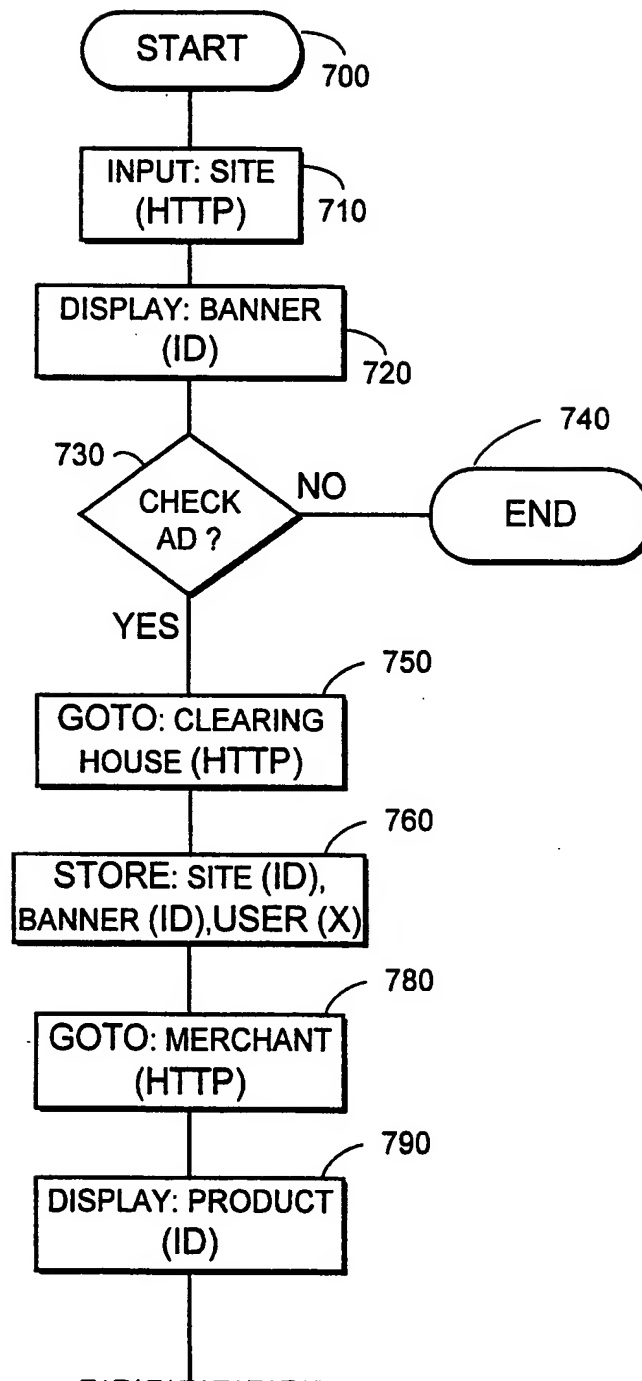 START
700
INPUT: SITE
(HTTP)
710
DISPLAY: BANNER
(ID)
720
730
CHECK
AD ?
NO
740
END
YES
750
GOTO: CLEARING
HOUSE (HTTP)
760
STORE: SITE (ID),
BANNER (ID),USER (X)
780
GOTO: MERCHANT
(HTTP)
790
DISPLAY: PRODUCT
(ID)